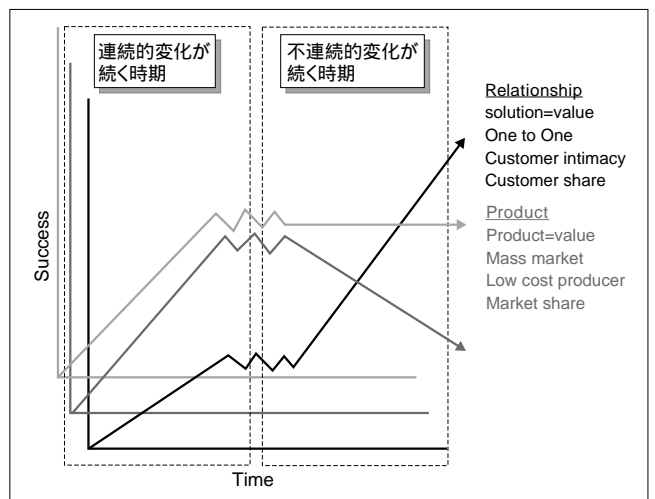 連続的変化が
続く時期
不連続的変化が
続く時期
Relationship
solution=value
One to One
Customer intimacy
Customer share
Product
Product=value
Mass market
Low cost producer
Market share
Success
Time